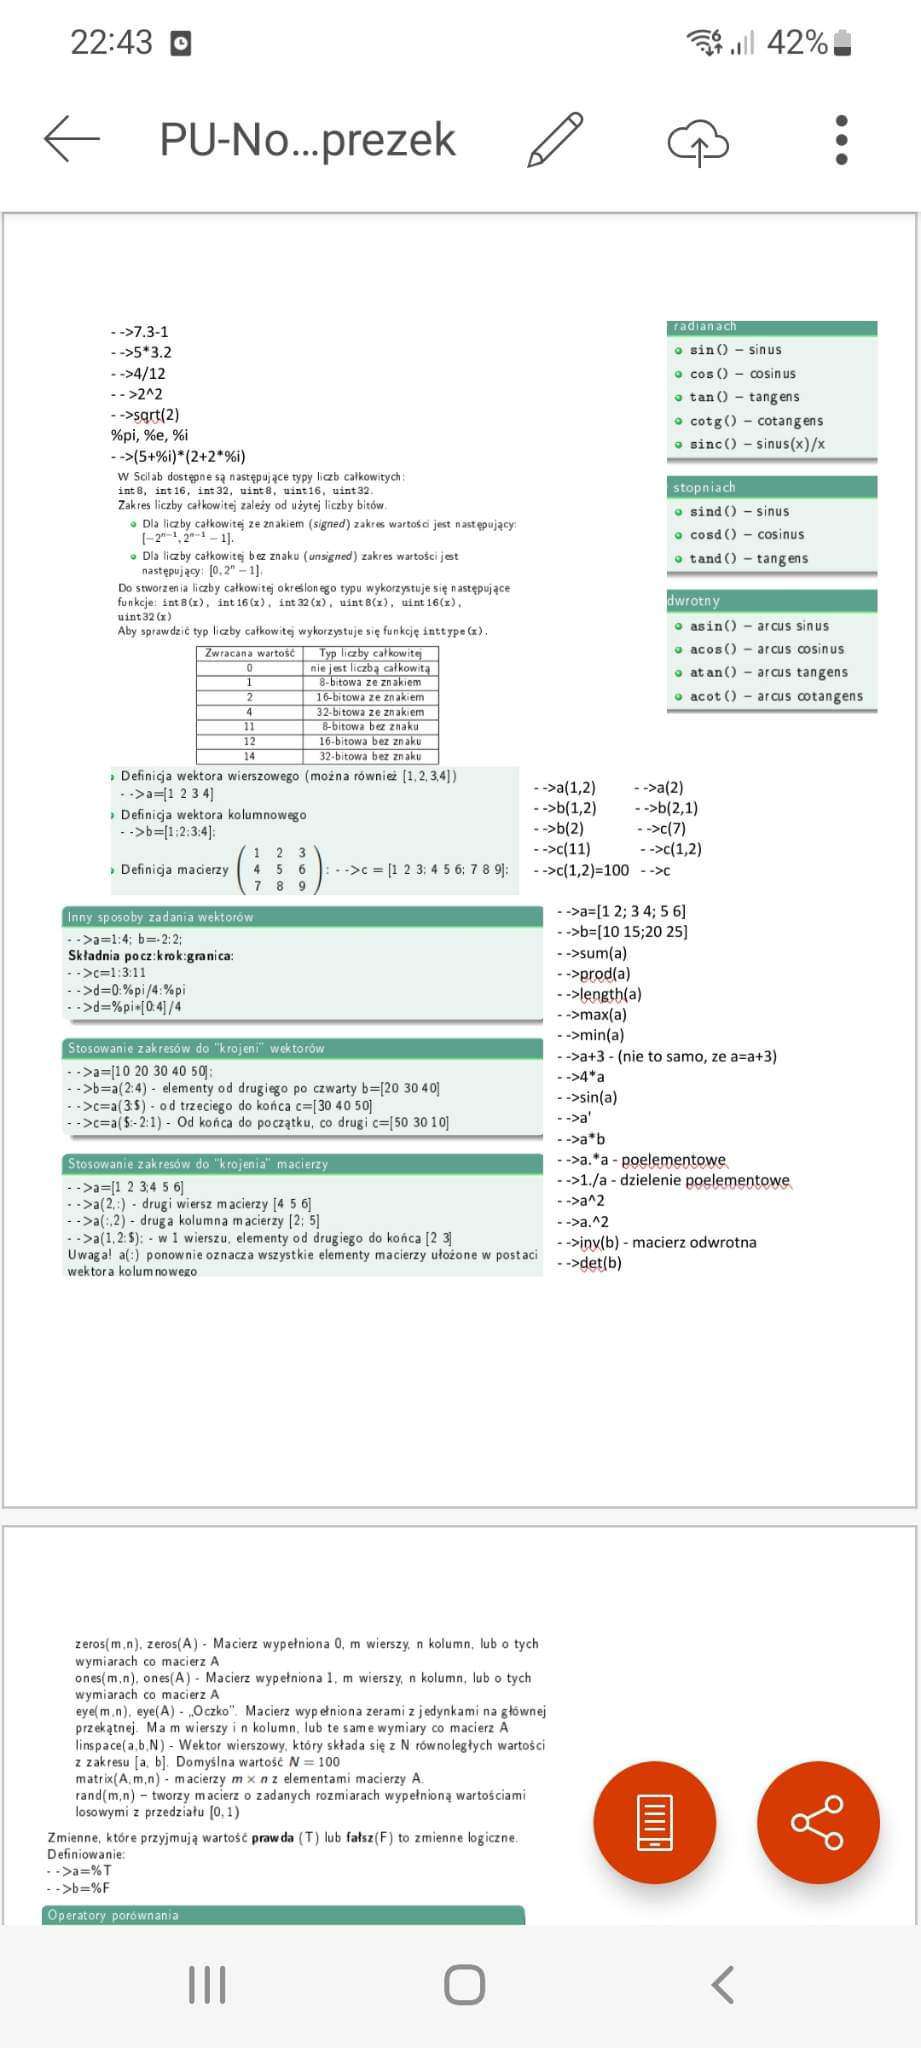 22:43
42%
PU-No...prezek
- ->7.3-1
- ->5*3.2
- ->4/12
- - >2^2
- ->sqrt(2)
%pi, %e, %i
- ->(5+%i)*(2+2*%i)
W Scilab dostępne są następujące typy liczb całkowitych:
int8, int16, int32, uint8, uint16, uint32.
Zakres liczby całkowitej zależy od użytej liczby bitów.
Dla liczby całkowitej ze znakiem (signed) zakres wartości jest następujący:
[−2ⁿ⁻¹, 2ⁿ⁻¹ − 1].
Dla liczby całkowitej bez znaku (unsigned) zakres wartości jest
następujący: [0, 2ⁿ − 1].
Do stworzenia liczby całkowitej określonego typu wykorzystuje się następujące
funkcje: int8(x), int16(x), int32(x), uint8(x), uint16(x),
uint32(x)
Aby sprawdzić typ liczby całkowitej wykorzystuje się funkcję inttype(x).
Zwracana wartość Typ liczby całkowitej
0 nie jest liczbą całkowitą
1 8-bitowa ze znakiem
2 16-bitowa ze znakiem
4 32-bitowa ze znakiem
11 8-bitowa bez znaku
12 16-bitowa bez znaku
14 32-bitowa bez znaku
radianach
sin() – sinus
cos() – cosinus
tan() – tangens
cotg() – cotangens
sinc() – sinus(x)/x
stopniach
sind() – sinus
cosd() – cosinus
tand() – tangens
dwrotny
asin() – arcus sinus
acos() – arcus cosinus
atan() – arcus tangens
acot() – arcus cotangens
Definicja wektora wierszowego (można również [1,2,3,4])
- ->a=[1 2 3 4]
Definicja wektora kolumnowego
- ->b=[1;2;3;4];
Definicja macierzy ( 1 2 3
4 5 6
7 8 9 ) : - ->c = [1 2 3; 4 5 6; 7 8 9];
- ->a(1,2) - ->a(2)
- ->b(1,2) - ->b(2,1)
- ->b(2) - ->c(7)
- ->c(11) - ->c(1,2)
- ->c(1,2)=100 - ->c
Inny sposoby zadania wektorów
- ->a=1:4; b=-2:2;
Składnia pocz:krok:granica:
- ->c=1:3:11
- ->d=0:%pi/4:%pi
- ->d=%pi*[0:4]/4
Stosowanie zakresów do "krojeni" wektorów
- ->a=[10 20 30 40 50];
- ->b=a(2:4) - elementy od drugiego po czwarty b=[20 30 40]
- ->c=a(3:$) - od trzeciego do końca c=[30 40 50]
- ->c=a($:-2:1) - Od końca do początku, co drugi c=[50 30 10]
Stosowanie zakresów do "krojenia" macierzy
- ->a=[1 2 3;4 5 6]
- ->a(2,:) - drugi wiersz macierzy [4 5 6]
- ->a(:,2) - druga kolumna macierzy [2; 5]
- ->a(1,2:$); - w 1 wierszu, elementy od drugiego do końca [2 3]
Uwaga! a(:) ponownie oznacza wszystkie elementy macierzy ułożone w postaci
wektora kolumnowego
- ->a=[1 2; 3 4; 5 6]
- ->b=[10 15;20 25]
- ->sum(a)
- ->prod(a)
- ->length(a)
- ->max(a)
- ->min(a)
- ->a+3 - (nie to samo, ze a=a+3)
- ->4*a
- ->sin(a)
- ->a'
- ->a*b
- ->a.*a - poelementowe
- ->1./a - dzielenie poelementowe
- ->a^2
- ->a.^2
- ->inv(b) - macierz odwrotna
- ->det(b)
zeros(m,n), zeros(A) - Macierz wypełniona 0, m wierszy, n kolumn, lub o tych
wymiarach co macierz A
ones(m,n), ones(A) - Macierz wypełniona 1, m wierszy, n kolumn, lub o tych
wymiarach co macierz A
eye(m,n), eye(A) - „Oczko”. Macierz wypełniona zerami z jedynkami na głównej
przekątnej. Ma m wierszy i n kolumn, lub te same wymiary co macierz A
linspace(a,b,N) - Wektor wierszowy, który składa się z N równoległych wartości
z zakresu [a, b]. Domyślna wartość N = 100
matrix(A,m,n) - macierzy m × n z elementami macierzy A.
rand(m,n) – tworzy macierz o zadanych rozmiarach wypełnioną wartościami
losowymi z przedziału [0,1)
Zmienne, które przyjmują wartość prawda (T) lub fałsz(F) to zmienne logiczne.
Definiowanie:
- ->a=%T
- ->b=%F
Operatory porównania